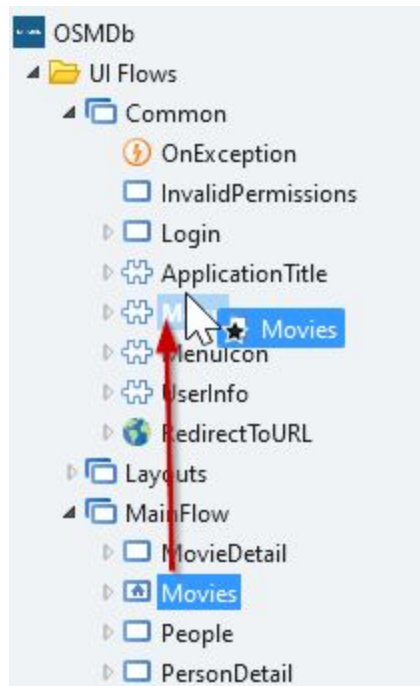 OSMDb
UI Flows
Common
OnException
InvalidPermissions
Login
ApplicationTitle
Movies
MenuIcon
UserInfo
RedirectToURL
Layouts
MainFlow
MovieDetail
Movies
People
PersonDetail